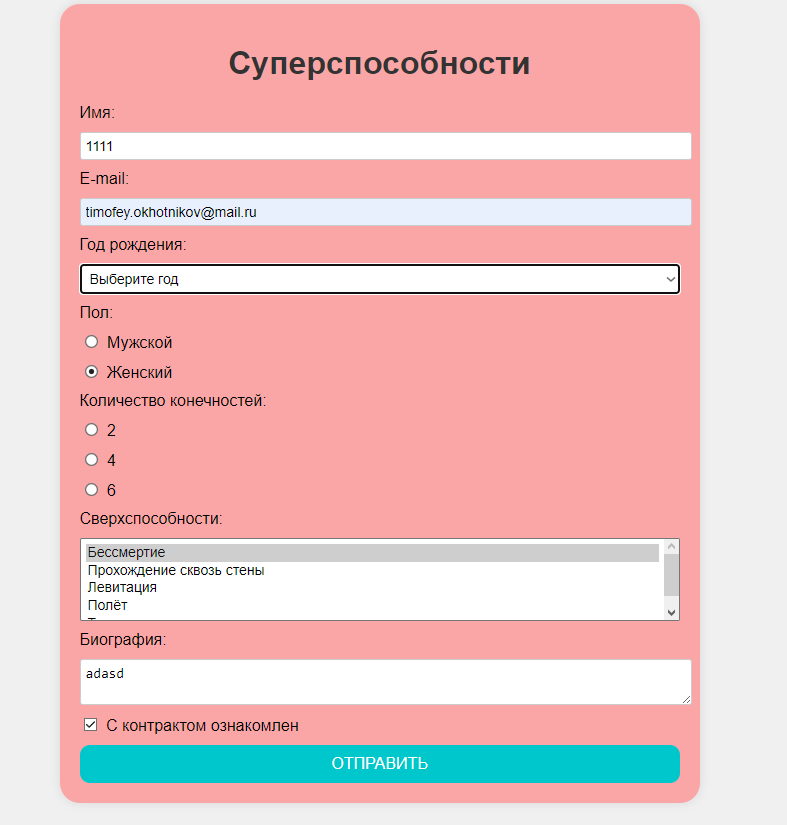 Суперспособности
Имя:
1111
E-mail:
timofey.okhotnikov@mail.ru
Год рождения:
Выберите год
Пол:
Мужской
Женский
Количество конечностей:
2
4
6
Сверхспособности:
Бессмертие
Прохождение сквозь стены
Левитация
Полёт
Биография:
adasd
С контрактом ознакомлен
ОТПРАВИТЬ